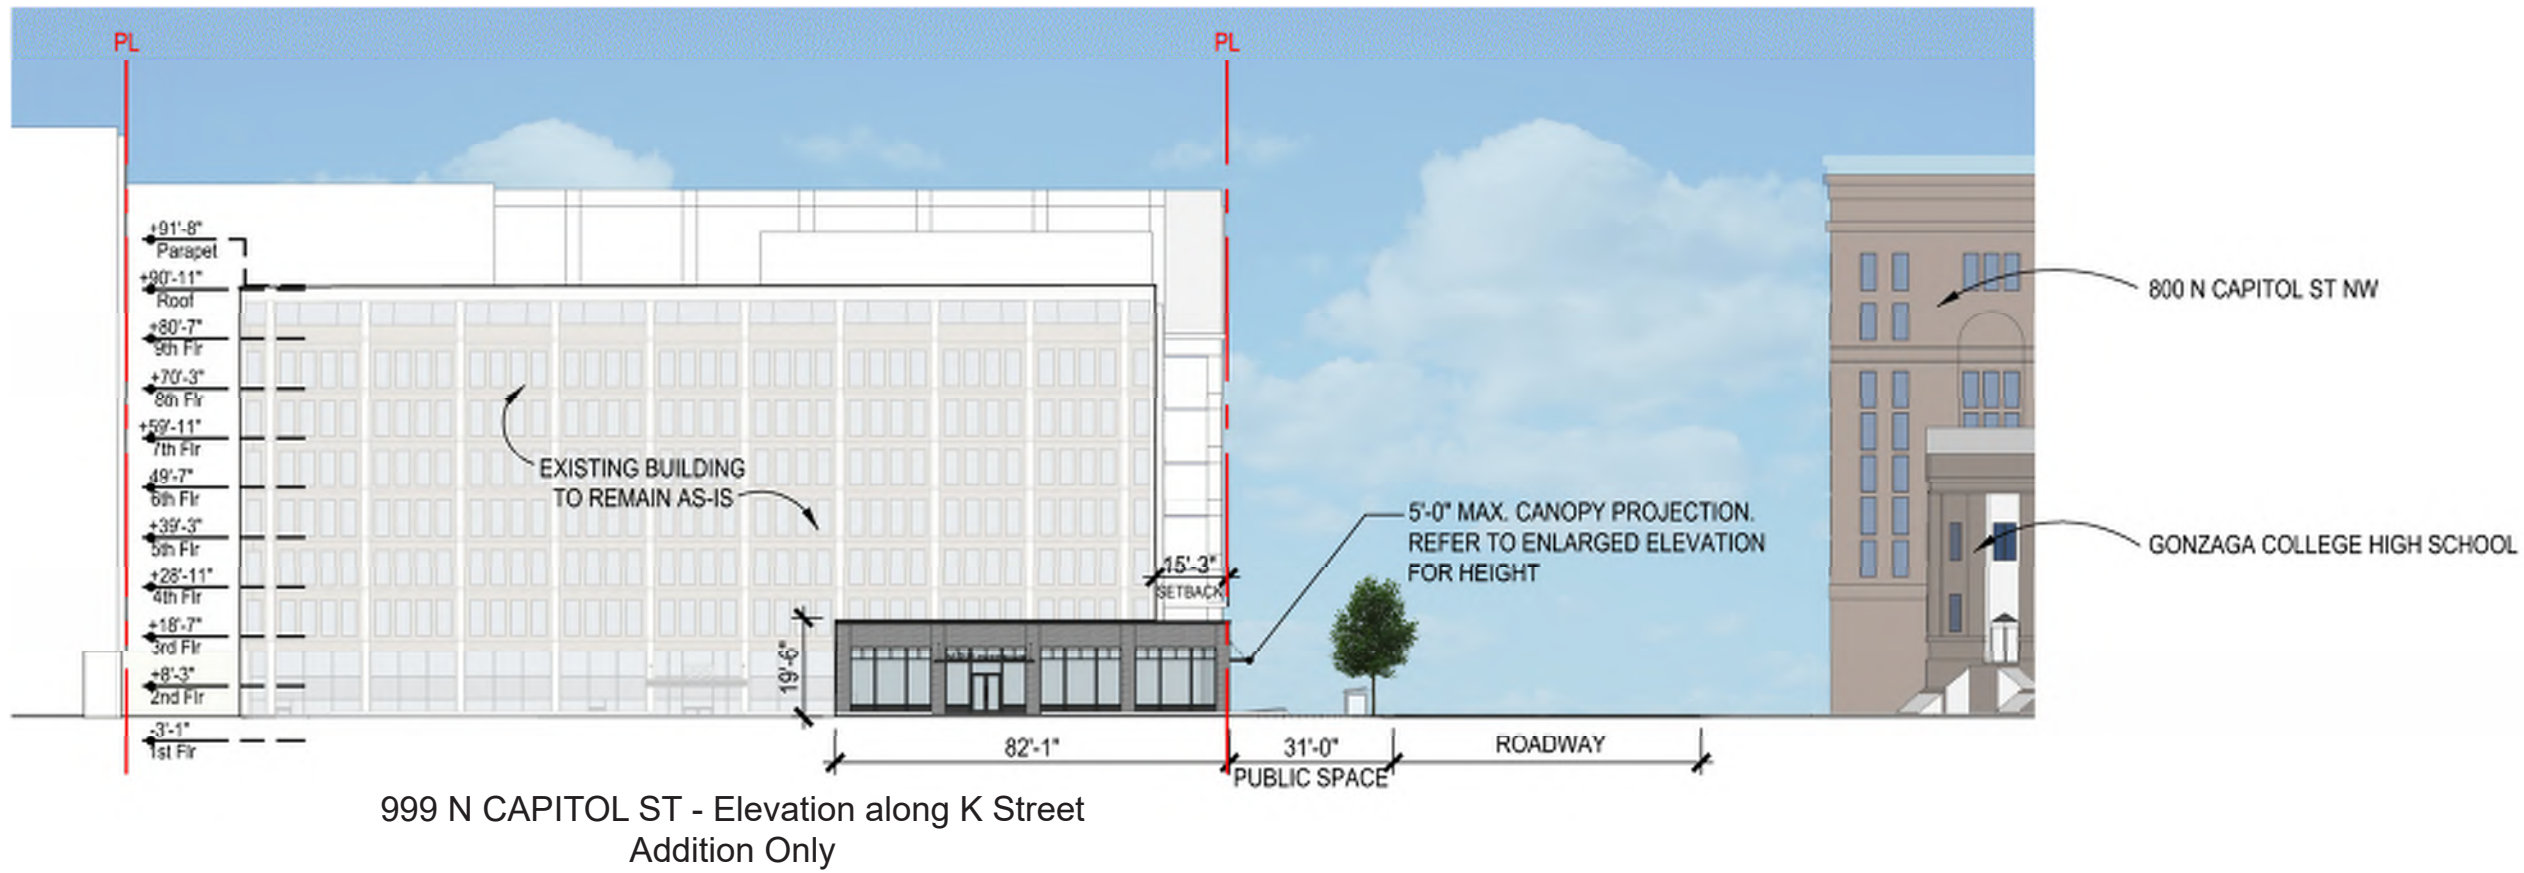 PL
PL
+91'-8"
Parapet
+90'-11"
Roof
+80'-7"
9th Flr
+70'-3"
8th Flr
+59'-11"
7th Flr
49'-7"
6th Flr
+39'-3"
5th Flr
+28'-11"
4th Flr
+18'-7"
3rd Flr
+8'-3"
2nd Flr
-3'-1"
1st Flr
EXISTING BUILDING
TO REMAIN AS-IS
15'-3"
SETBACK
19'-6"
5'-0" MAX. CANOPY PROJECTION.
REFER TO ENLARGED ELEVATION
FOR HEIGHT
800 N CAPITOL ST NW
GONZAGA COLLEGE HIGH SCHOOL
82'-1"
31'-0"
PUBLIC SPACE
ROADWAY
999 N CAPITOL ST - Elevation along K Street
Addition Only